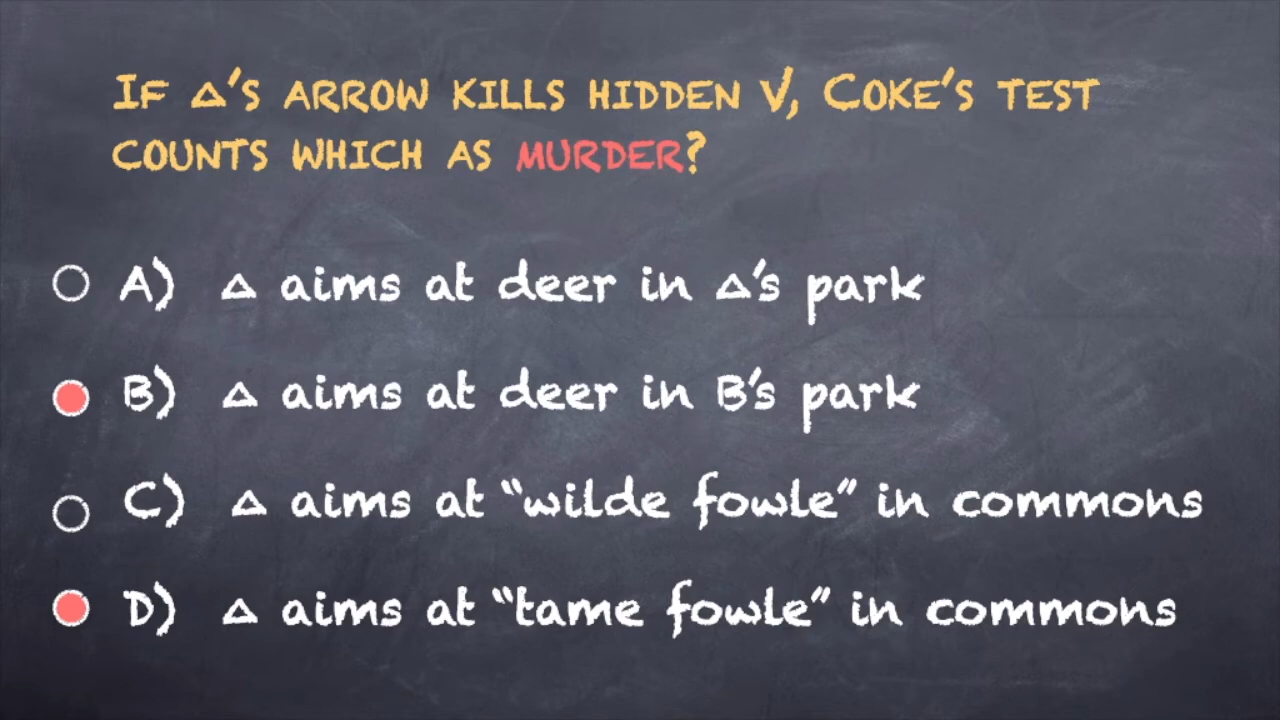 If Δ's arrow kills hidden V, Coke's test
counts which as murder?
A) Δ aims at deer in Δ's park
B) Δ aims at deer in B's park
C) Δ aims at “wilde fowle” in commons
D) Δ aims at “tame fowle” in commons